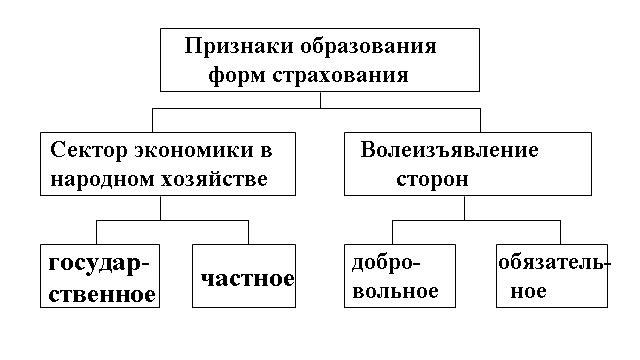 Признаки образования
форм страхования
Сектор экономики в
народном хозяйстве
Волеизъявление
сторон
государ-
ственное
частное
добро-
вольное
обязатель-
ное